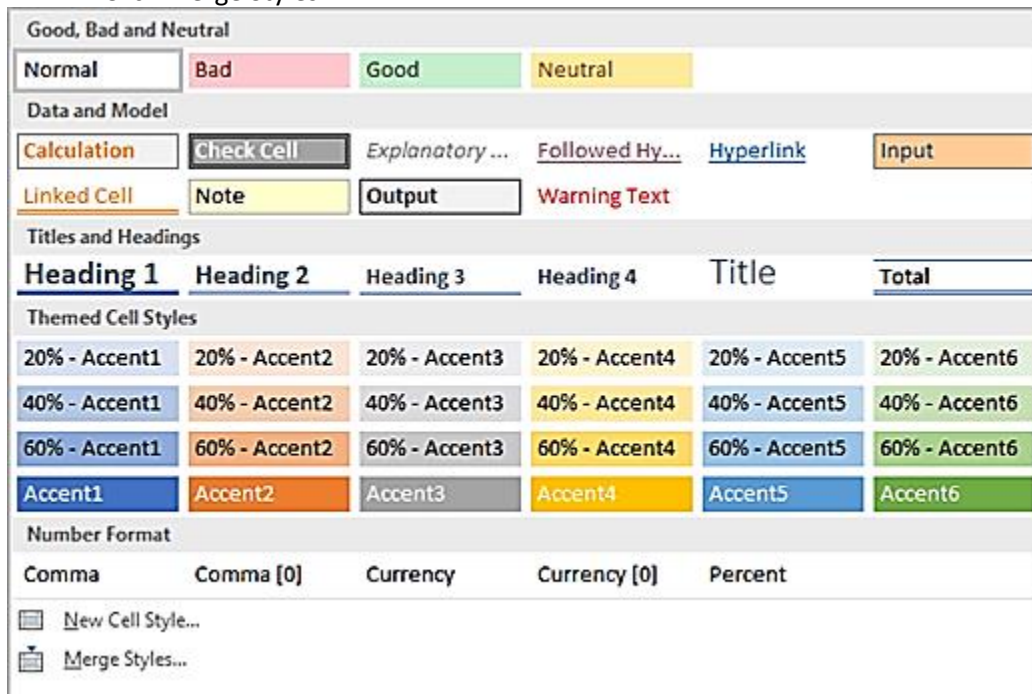 Good, Bad and Neutral
Normal Bad Good Neutral
Data and Model
Calculation Check Cell Explanatory ... Followed Hy... Hyperlink Input
Linked Cell Note Output Warning Text
Titles and Headings
Heading 1 Heading 2 Heading 3 Heading 4 Title Total
Themed Cell Styles
20% - Accent1 20% - Accent2 20% - Accent3 20% - Accent4 20% - Accent5 20% - Accent6
40% - Accent1 40% - Accent2 40% - Accent3 40% - Accent4 40% - Accent5 40% - Accent6
60% - Accent1 60% - Accent2 60% - Accent3 60% - Accent4 60% - Accent5 60% - Accent6
Accent1 Accent2 Accent3 Accent4 Accent5 Accent6
Number Format
Comma Comma [0] Currency Currency [0] Percent
New Cell Style...
Merge Styles...